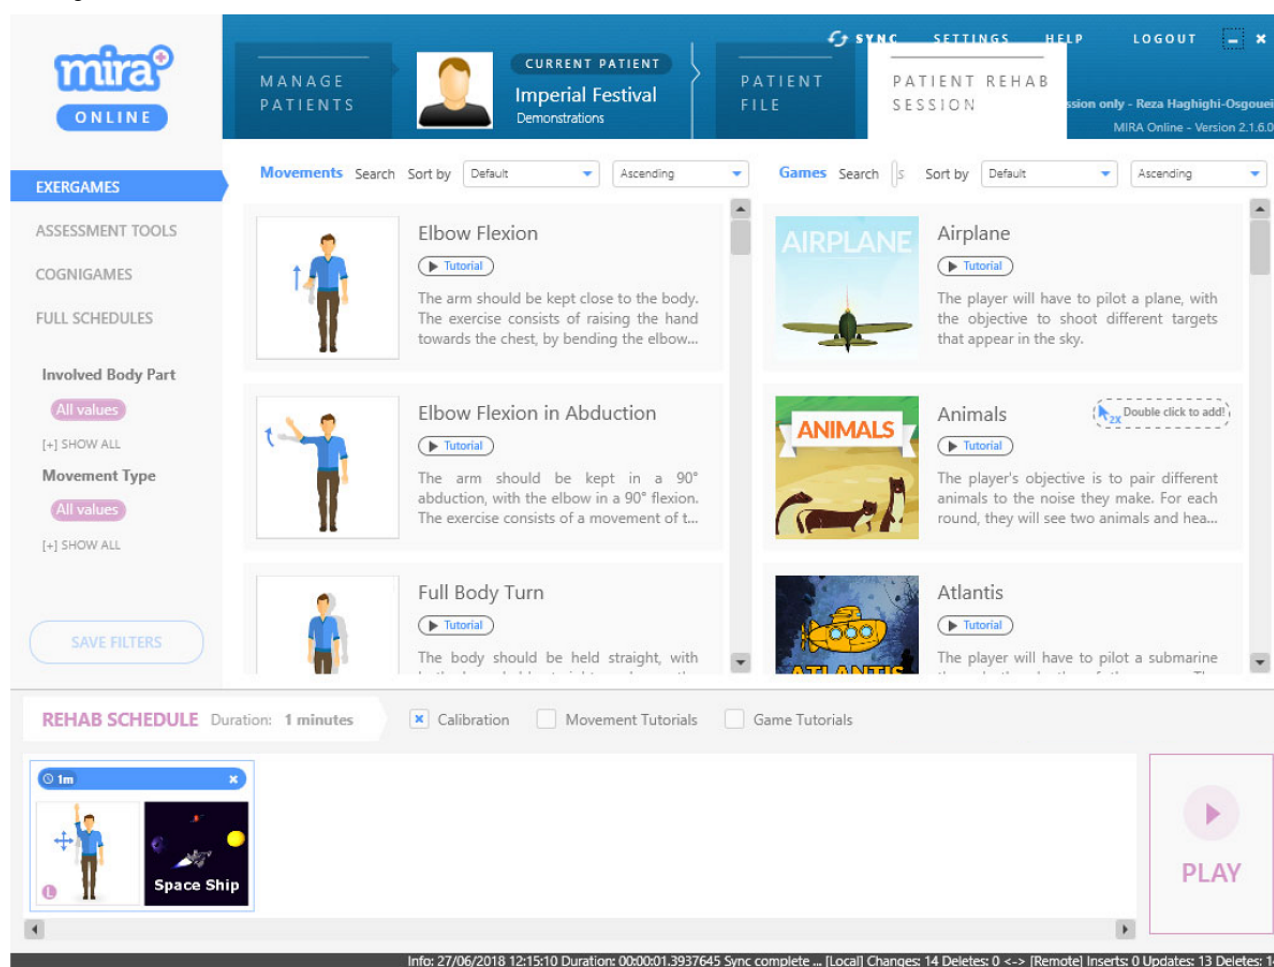 mira
ONLINE
SYNC SETTINGS HELP LOGOUT
MANAGE PATIENTS
CURRENT PATIENT
Imperial Festival
Demonstrations
PATIENT FILE
PATIENT REHAB SESSION
ssion only - Reza Haghighi-Osgouei
MIRA Online - Version 2.1.6.0
EXERGAMES
ASSESSMENT TOOLS
COGNIGAMES
FULL SCHEDULES
Involved Body Part
All values
[+] SHOW ALL
Movement Type
All values
[+] SHOW ALL
SAVE FILTERS
Movements Search Sort by Default Ascending
Elbow Flexion
Tutorial
The arm should be kept close to the body.
The exercise consists of raising the hand
towards the chest, by bending the elbow...
Elbow Flexion in Abduction
Tutorial
The arm should be kept in a 90°
abduction, with the elbow in a 90° flexion.
The exercise consists of a movement of t...
Full Body Turn
Tutorial
The body should be held straight, with
Games Search s Sort by Default Ascending
AIRPLANE
Airplane
Tutorial
The player will have to pilot a plane, with
the objective to shoot different targets
that appear in the sky.
ANIMALS
Animals
2X Double click to add!
Tutorial
The player's objective is to pair different
animals to the noise they make. For each
round, they will see two animals and hea...
ATLANTIS
Atlantis
Tutorial
The player will have to pilot a submarine
REHAB SCHEDULE Duration: 1 minutes Calibration Movement Tutorials Game Tutorials
1m
L
Space Ship
PLAY
Info: 27/06/2018 12:15:10 Duration: 00:00:01.3937645 Sync complete ... [Local] Changes: 14 Deletes: 0 <-> [Remote] Inserts: 0 Updates: 13 Deletes: 14